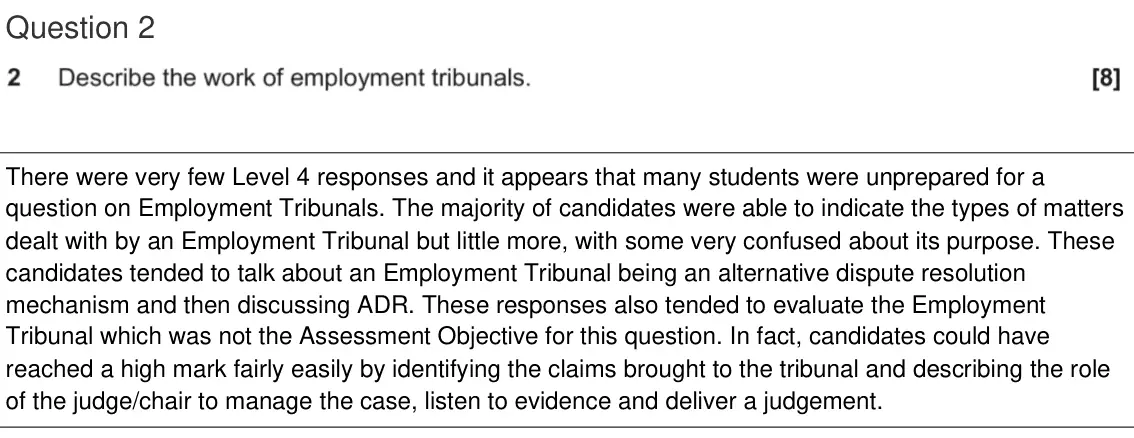 Question 2
2 Describe the work of employment tribunals. [8]
There were very few Level 4 responses and it appears that many students were unprepared for a
question on Employment Tribunals. The majority of candidates were able to indicate the types of matters
dealt with by an Employment Tribunal but little more, with some very confused about its purpose. These
candidates tended to talk about an Employment Tribunal being an alternative dispute resolution
mechanism and then discussing ADR. These responses also tended to evaluate the Employment
Tribunal which was not the Assessment Objective for this question. In fact, candidates could have
reached a high mark fairly easily by identifying the claims brought to the tribunal and describing the role
of the judge/chair to manage the case, listen to evidence and deliver a judgement.